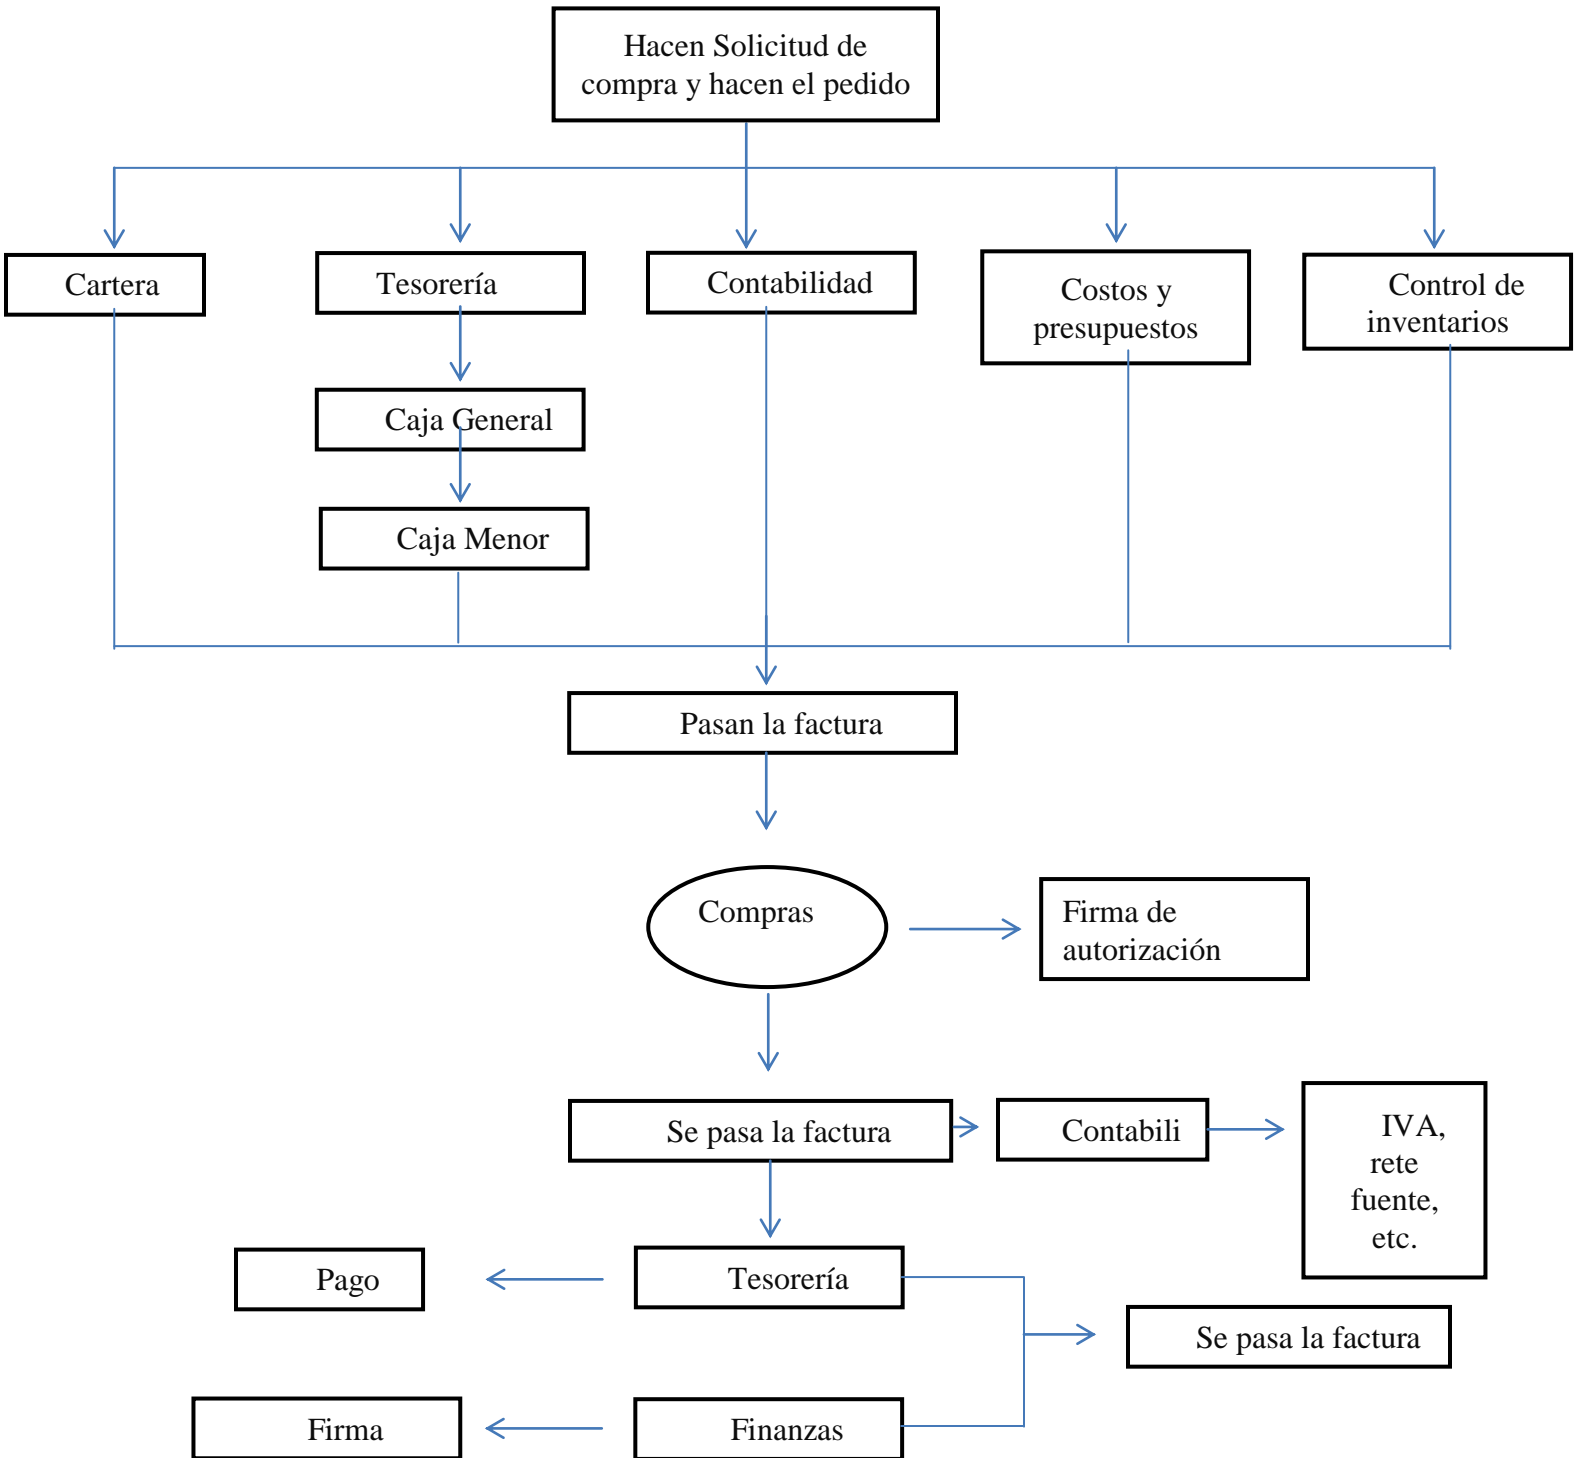 Hacen Solicitud de
compra y hacen el pedido
Cartera
Tesorería
Contabilidad
Costos y
presupuestos
Control de
inventarios
Caja General
Caja Menor
Pasan la factura
Compras
Firma de
autorización
Se pasa la factura
Contabili
IVA,
rete
fuente,
etc.
Pago
Tesorería
Se pasa la factura
Firma
Finanzas